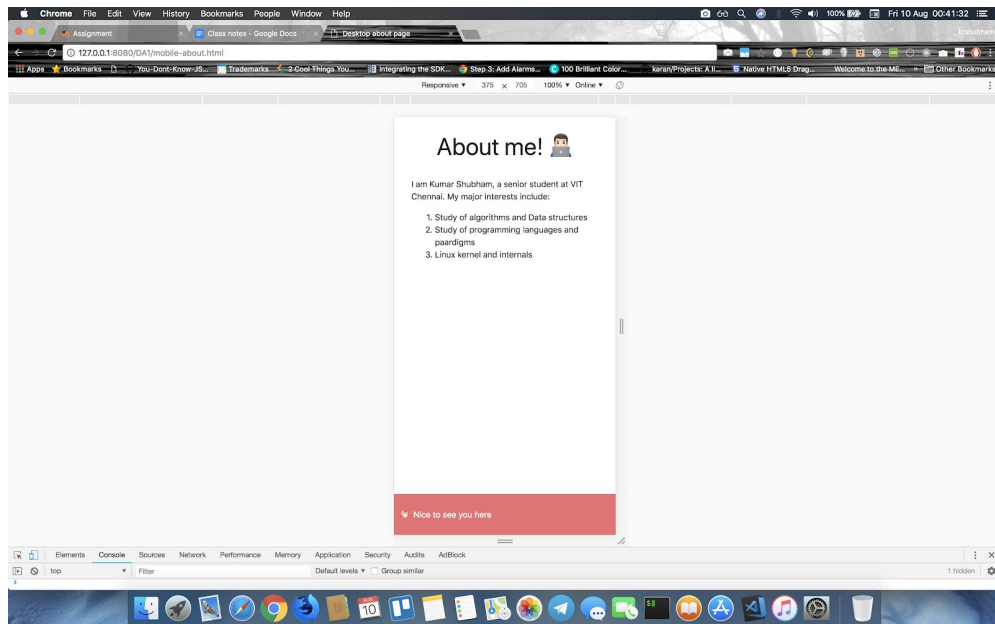 Chrome File Edit View History Bookmarks People Window Help 100% Fri 10 Aug 00:41:32
Assignment Class notes - Google Docs Desktop about page
127.0.0.1:8080/DA1/mobile-about.html
Apps Bookmarks You-Dont-Know-JS... Trademarks 2 Cool Things You... Integrating the SDK... Step 3: Add Alarms... 100 Brilliant Color... karan/Projects: A li... Native HTML5 Drag... Welcome to the ME... » Other Bookmarks
Responsive 375 x 705 100% Online
About me!
I am Kumar Shubham, a senior student at VIT
Chennai. My major interests include:
1. Study of algorithms and Data structures
2. Study of programming languages and
paardigms
3. Linux kernel and internals
Nice to see you here
Elements Console Sources Network Performance Memory Application Security Audits AdBlock
top Filter Default levels Group similar 1 hidden
>
AUG
10